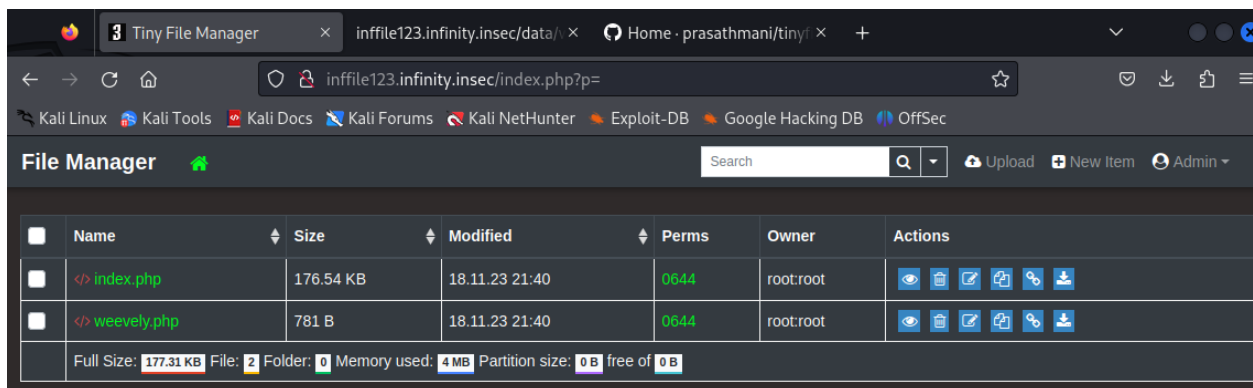 3 Tiny File Manager × inffile123.infinity.insec/data/ × Home · prasathmani/tinyf × +
inffile123.infinity.insec/index.php?p=
Kali Linux Kali Tools Kali Docs Kali Forums Kali NetHunter Exploit-DB Google Hacking DB OffSec
File Manager Search Upload New Item Admin
Name Size Modified Perms Owner Actions
</> index.php 176.54 KB 18.11.23 21:40 0644 root:root
</> weevely.php 781 B 18.11.23 21:40 0644 root:root
Full Size: 177.31 KB File: 2 Folder: 0 Memory used: 4 MB Partition size: 0 B free of 0 B